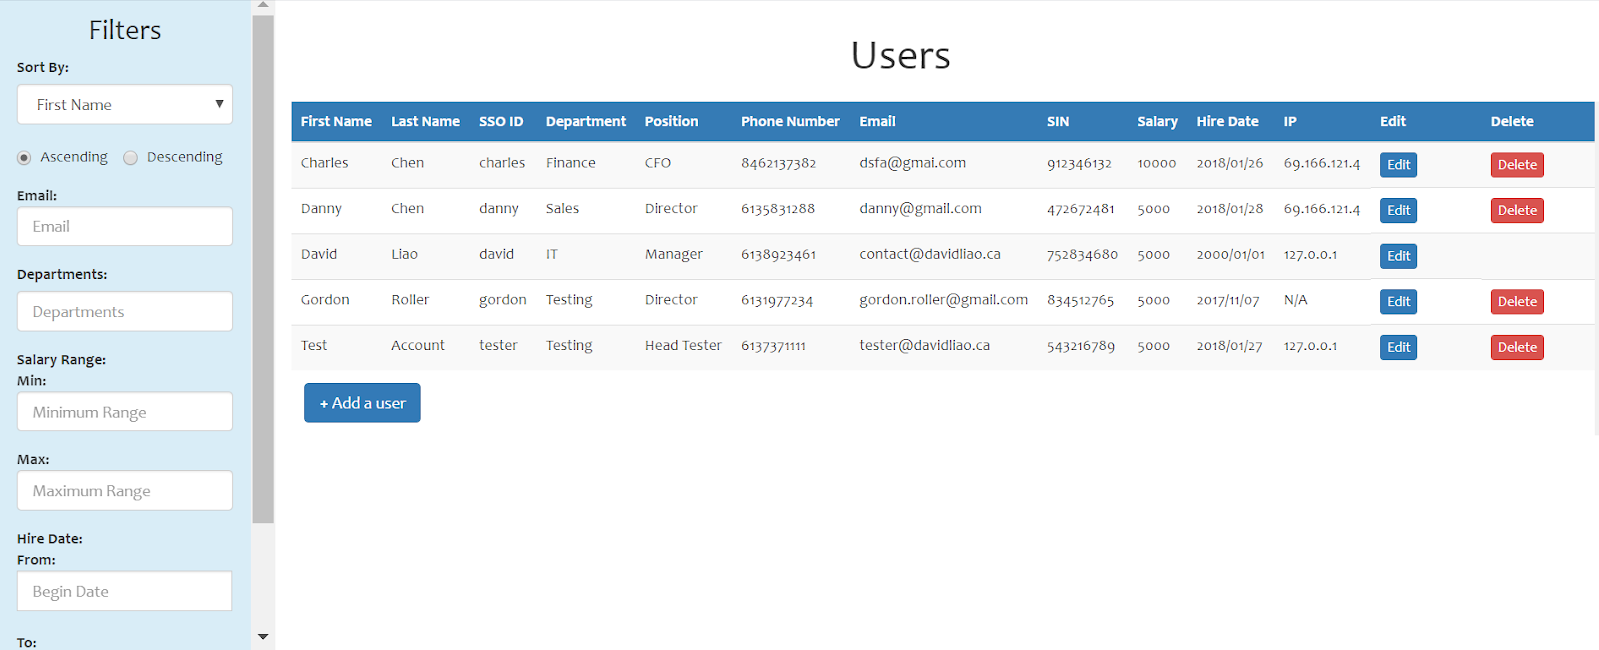 Filters
Sort By:
First Name
Ascending Descending
Email:
Email
Departments:
Departments
Salary Range:
Min:
Minimum Range
Max:
Maximum Range
Hire Date:
From:
Begin Date
To:
Users
First Name Last Name SSO ID Department Position Phone Number Email SIN Salary Hire Date IP Edit Delete
Charles Chen charles Finance CFO 8462137382 dsfa@gmai.com 912346132 10000 2018/01/26 69.166.121.4 Edit Delete
Danny Chen danny Sales Director 6135831288 danny@gmail.com 472672481 5000 2018/01/28 69.166.121.4 Edit Delete
David Liao david IT Manager 6138923461 contact@davidliao.ca 752834680 5000 2000/01/01 127.0.0.1 Edit
Gordon Roller gordon Testing Director 6131977234 gordon.roller@gmail.com 834512765 5000 2017/11/07 N/A Edit Delete
Test Account tester Testing Head Tester 6137371111 tester@davidliao.ca 543216789 5000 2018/01/27 127.0.0.1 Edit Delete
+ Add a user